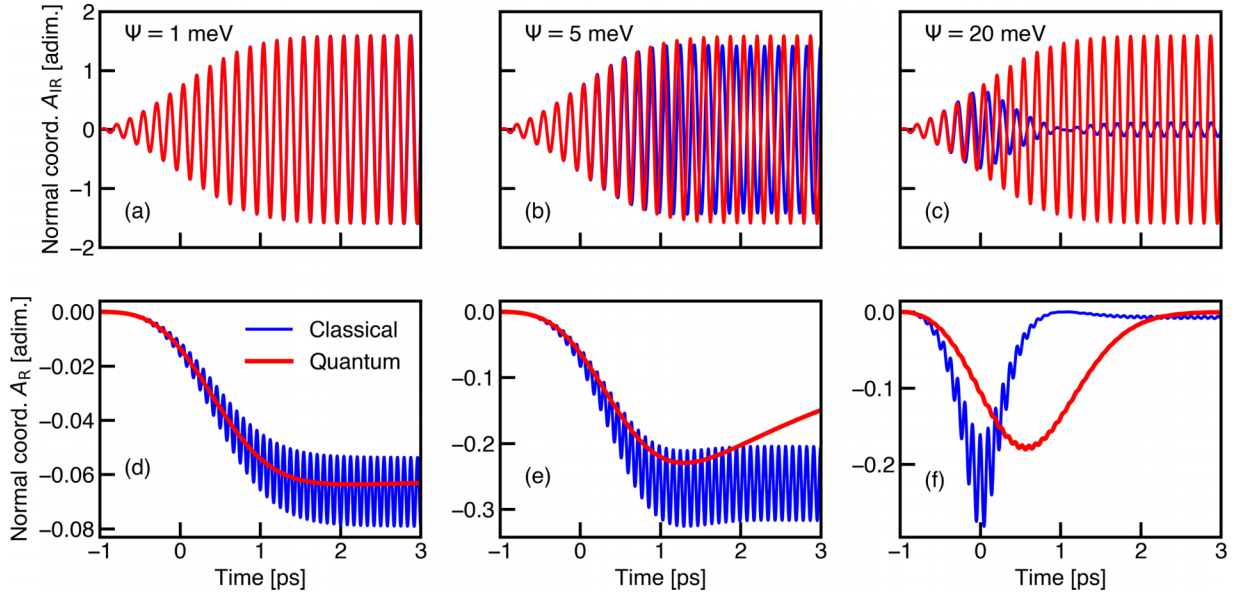 Normal coord. A_IR [adim.]
2
1
0
−1
−2
Ψ = 1 meV
(a)
Ψ = 5 meV
(b)
Ψ = 20 meV
(c)
Normal coord. A_R [adim.]
0.00
−0.02
−0.04
−0.06
−0.08
Classical
Quantum
(d)
−1 0 1 2 3
Time [ps]
0.0
−0.1
−0.2
−0.3
(e)
−1 0 1 2 3
Time [ps]
0.0
−0.1
−0.2
(f)
−1 0 1 2 3
Time [ps]